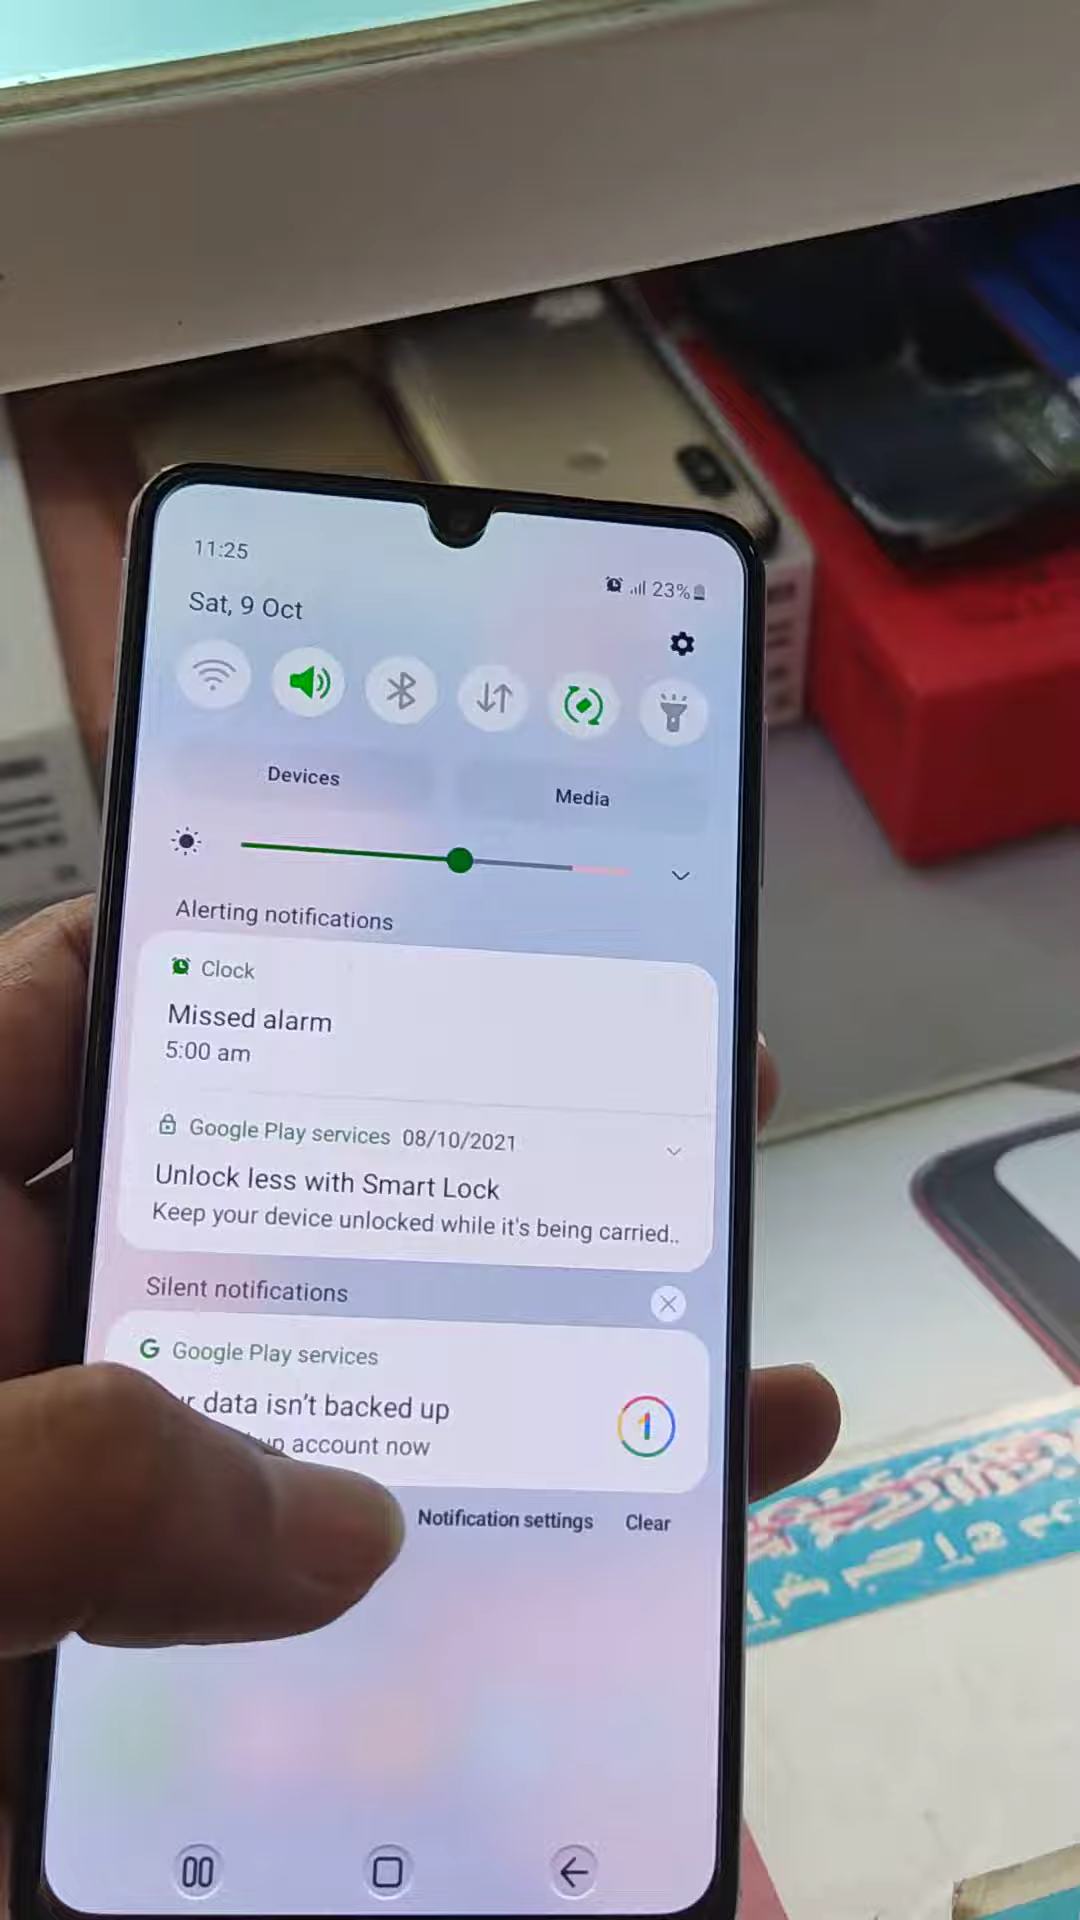 11:25
23%
Sat, 9 Oct
Devices
Media
Alerting notifications
Clock
Missed alarm
5:00 am
Google Play services 08/10/2021
Unlock less with Smart Lock
Keep your device unlocked while it's being carried..
Silent notifications
Google Play services
data isn't backed up
account now
1
Notification settings Clear